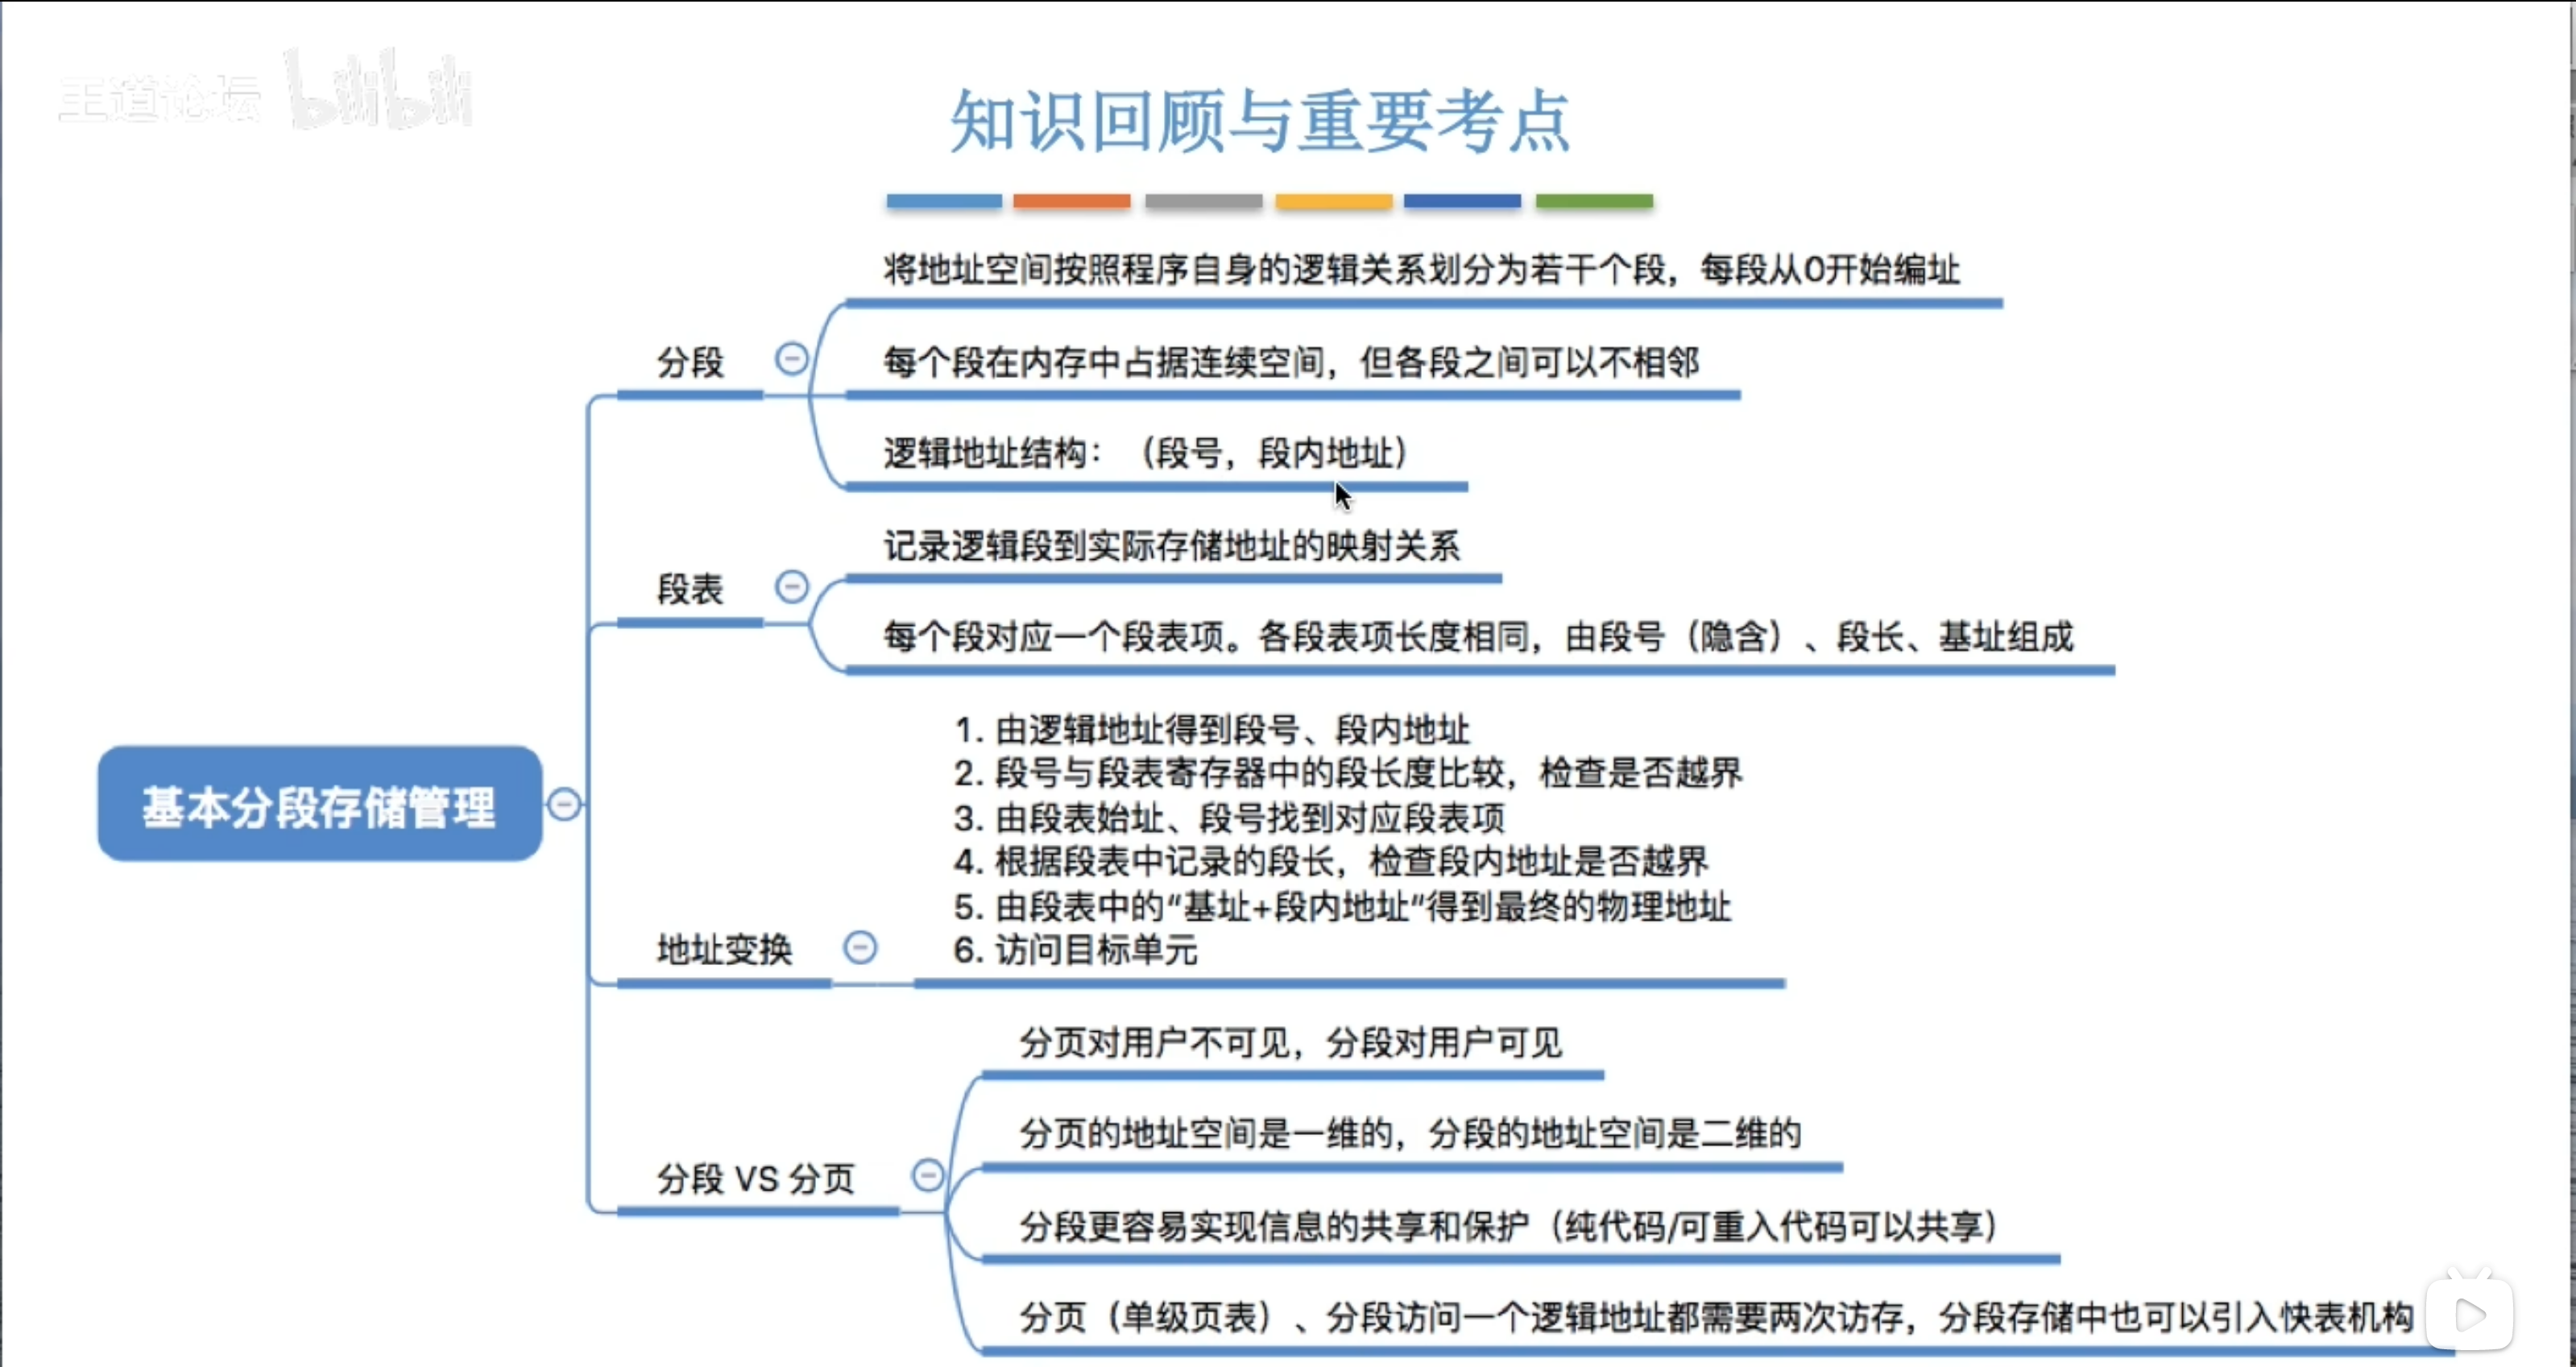 王道论坛 bilibili
知识回顾与重要考点
将地址空间按照程序自身的逻辑关系划分为若干个段，每段从0开始编址
分段
每个段在内存中占据连续空间，但各段之间可以不相邻
逻辑地址结构：（段号，段内地址）
记录逻辑段到实际存储地址的映射关系
段表
每个段对应一个段表项。各段表项长度相同，由段号（隐含）、段长、基址组成
基本分段存储管理
1. 由逻辑地址得到段号、段内地址
2. 段号与段表寄存器中的段长度比较，检查是否越界
3. 由段表始址、段号找到对应段表项
4. 根据段表中记录的段长，检查段内地址是否越界
5. 由段表中的“基址+段内地址”得到最终的物理地址
6. 访问目标单元
地址变换
分页对用户不可见，分段对用户可见
分页的地址空间是一维的，分段的地址空间是二维的
分段 VS 分页
分段更容易实现信息的共享和保护（纯代码/可重入代码可以共享）
分页（单级页表）、分段访问一个逻辑地址都需要两次访存，分段存储中也可以引入快表机构